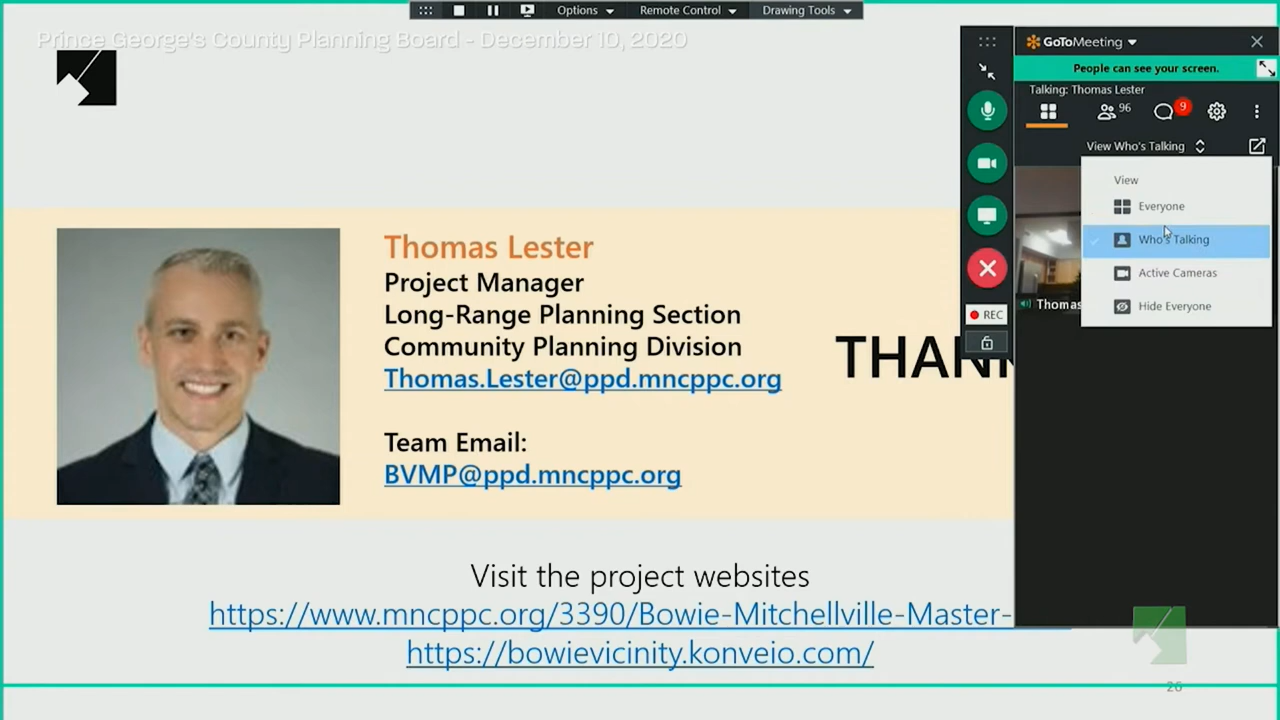 Options
Remote Control
Drawing Tools
Prince George's County Planning Board - December 10, 2020
GoToMeeting
People can see your screen.
Talking: Thomas Lester
96
9
View Who's Talking
View
Everyone
Who's Talking
Active Cameras
Hide Everyone
Thomas
REC
Thomas Lester
Project Manager
Long-Range Planning Section
Community Planning Division
Thomas.Lester@ppd.mncppc.org
Team Email:
BVMP@ppd.mncppc.org
THAN
Visit the project websites
https://www.mncppc.org/3390/Bowie-Mitchellville-Master-
https://bowievicinity.konveio.com/
26